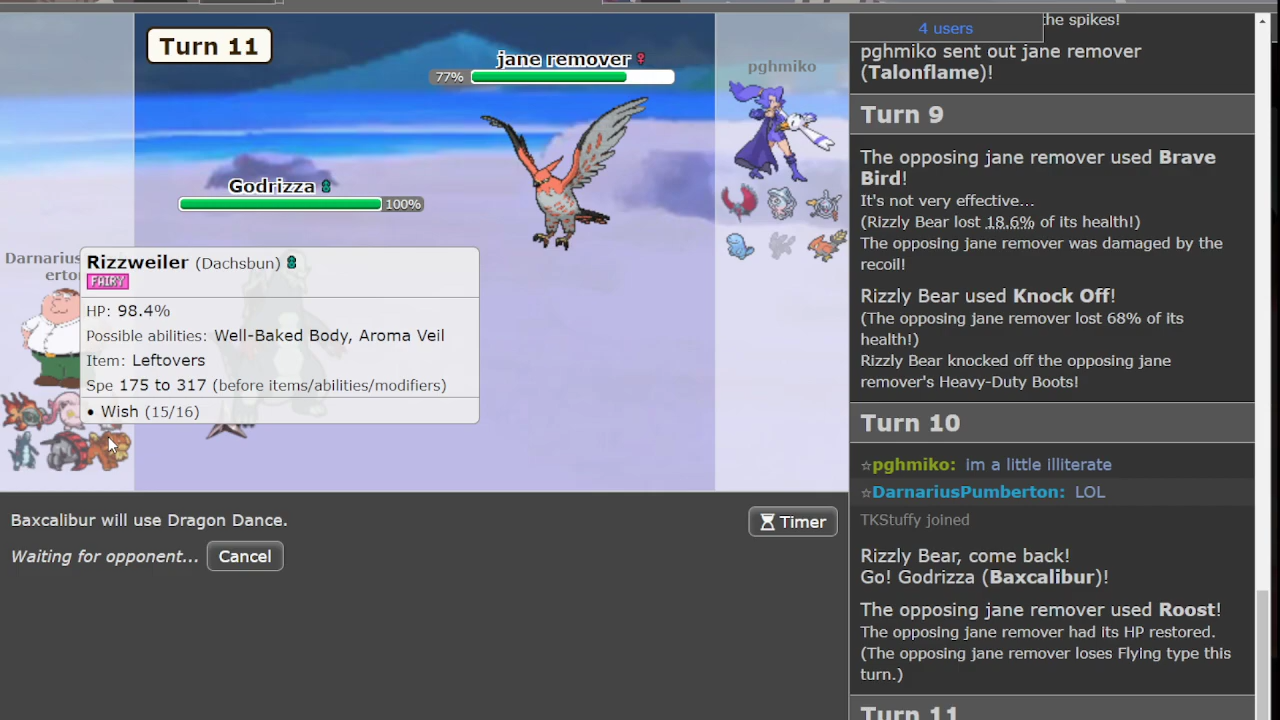 Turn 11
jane remover
77%
Godrizza
100%
pghmiko
Darnarius
erton
Rizzweiler (Dachsbun)
FAIRY
HP: 98.4%
Possible abilities: Well-Baked Body, Aroma Veil
Item: Leftovers
Spe 175 to 317 (before items/abilities/modifiers)
• Wish (15/16)
Baxcalibur will use Dragon Dance.
Waiting for opponent... Cancel
Timer
4 users
the spikes!
pghmiko sent out jane remover
(Talonflame)!
Turn 9
The opposing jane remover used Brave
Bird!
It's not very effective...
(Rizzly Bear lost 18.6% of its health!)
The opposing jane remover was damaged by the
recoil!
Rizzly Bear used Knock Off!
(The opposing jane remover lost 68% of its
health!)
Rizzly Bear knocked off the opposing jane
remover's Heavy-Duty Boots!
Turn 10
☆pghmiko: im a little illiterate
☆DarnariusPumberton: LOL
TKStuffy joined
Rizzly Bear, come back!
Go! Godrizza (Baxcalibur)!
The opposing jane remover used Roost!
The opposing jane remover had its HP restored.
(The opposing jane remover loses Flying type this
turn.)
Turn 11